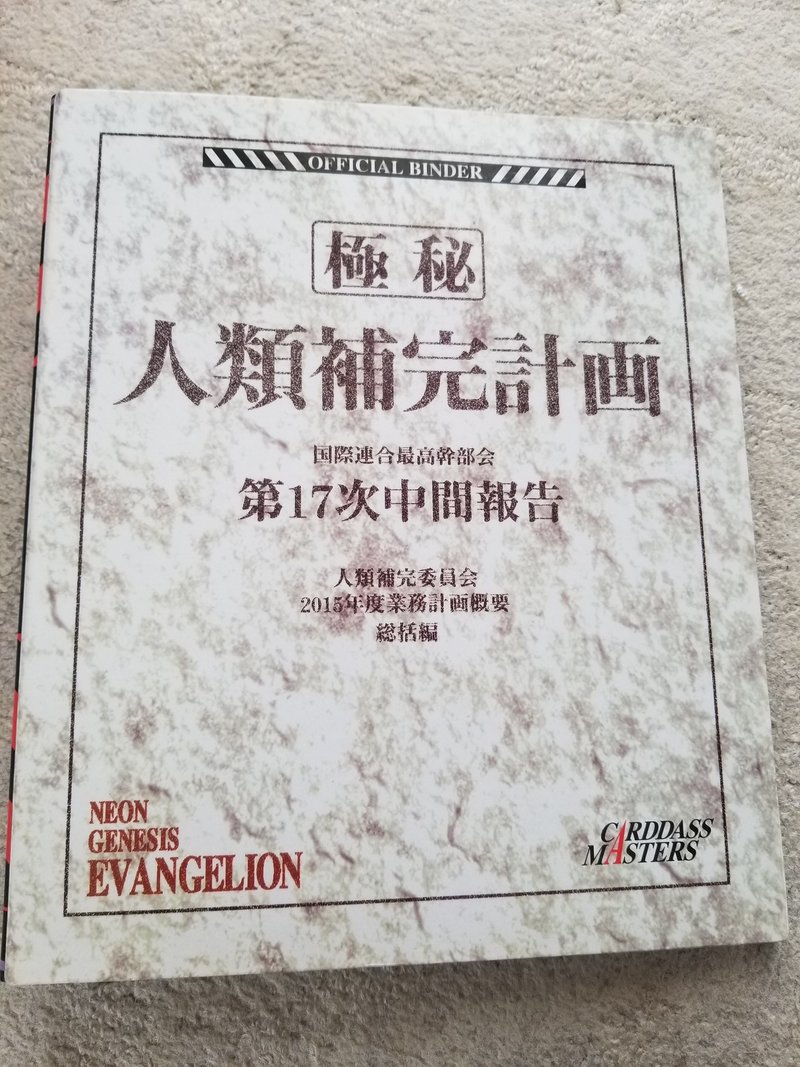 OFFICIAL BINDER
極秘
人類補完計画
国際連合最高幹部会
第17次中間報告
人類補完委員会
2015年度業務計画概要
総括編
NEON
GENESIS
EVANGELION
CARDDASS
MASTERS